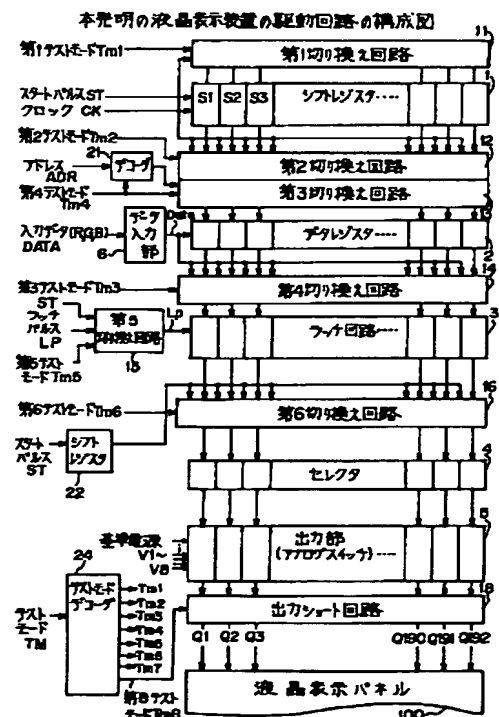 本発明の液晶表示装置の駆動回路の構成図
11
第1テストモードTm1
第1切り換え回路
1
スタートパルスST
クロック CK
S1 S2 S3 シフトレジスタ‥‥
第2テストモードTm2
12
21
アドレス
ADR
デコーダ
第2切り換え回路
第4テストモード
Tm4
第3切り換え回路
13
入力データ(RGB)
DATA
データ
入力
部
6
D
データレジスタ‥‥
2
14
第3テストモードTm3
第4切り換え回路
ST
ラッチ
パルス
LP
第5
切り換え回路
LP
3
ラッチ回路‥‥
第5テスト
モードTm5
15
16
第6テストモードTm6
第6切り換え回路
スタート
パルス
ST
シフト
レジスタ
22
4
セレクタ
5
基準電源
V1〜
V8
出力部
(アナログスイッチ)‥‥
24
18
テスト
モード
TM
テストモード
デコーダ
Tm1
Tm2
Tm3
Tm4
Tm5
Tm6
Tm7
出力ショート回路
Q1 Q2 Q3 Q190 Q191 Q192
第8テスト
モードTm8
液晶表示パネル
100